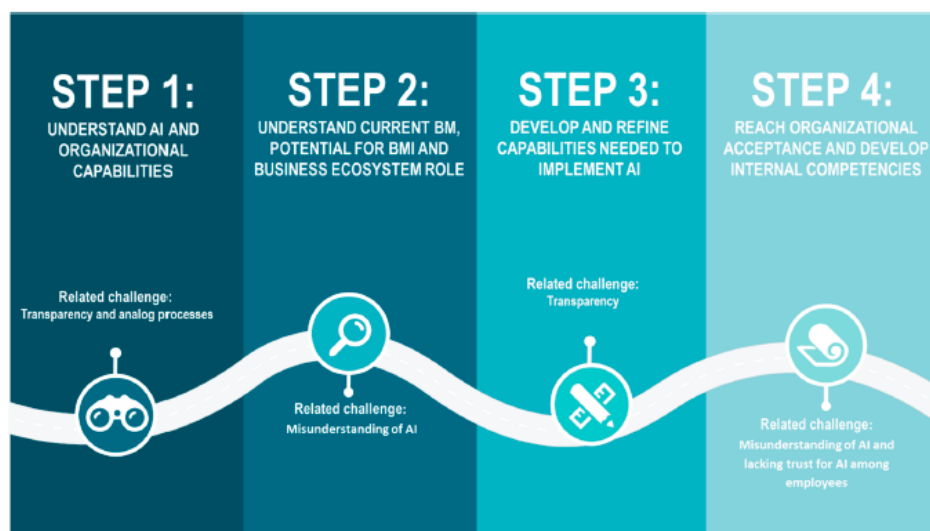 STEP 1:
UNDERSTAND AI AND
ORGANIZATIONAL
CAPABILITIES
Related challenge:
Transparency and analog processes
STEP 2:
UNDERSTAND CURRENT BM,
POTENTIAL FOR BMI AND
BUSINESS ECOSYSTEM ROLE
Related challenge:
Misunderstanding of AI
STEP 3:
DEVELOP AND REFINE
CAPABILITIES NEEDED TO
IMPLEMENT AI
Related challenge:
Transparency
STEP 4:
REACH ORGANIZATIONAL
ACCEPTANCE AND DEVELOP
INTERNAL COMPETENCIES
Related challenge:
Misunderstanding of AI and
lacking trust for AI among
employees